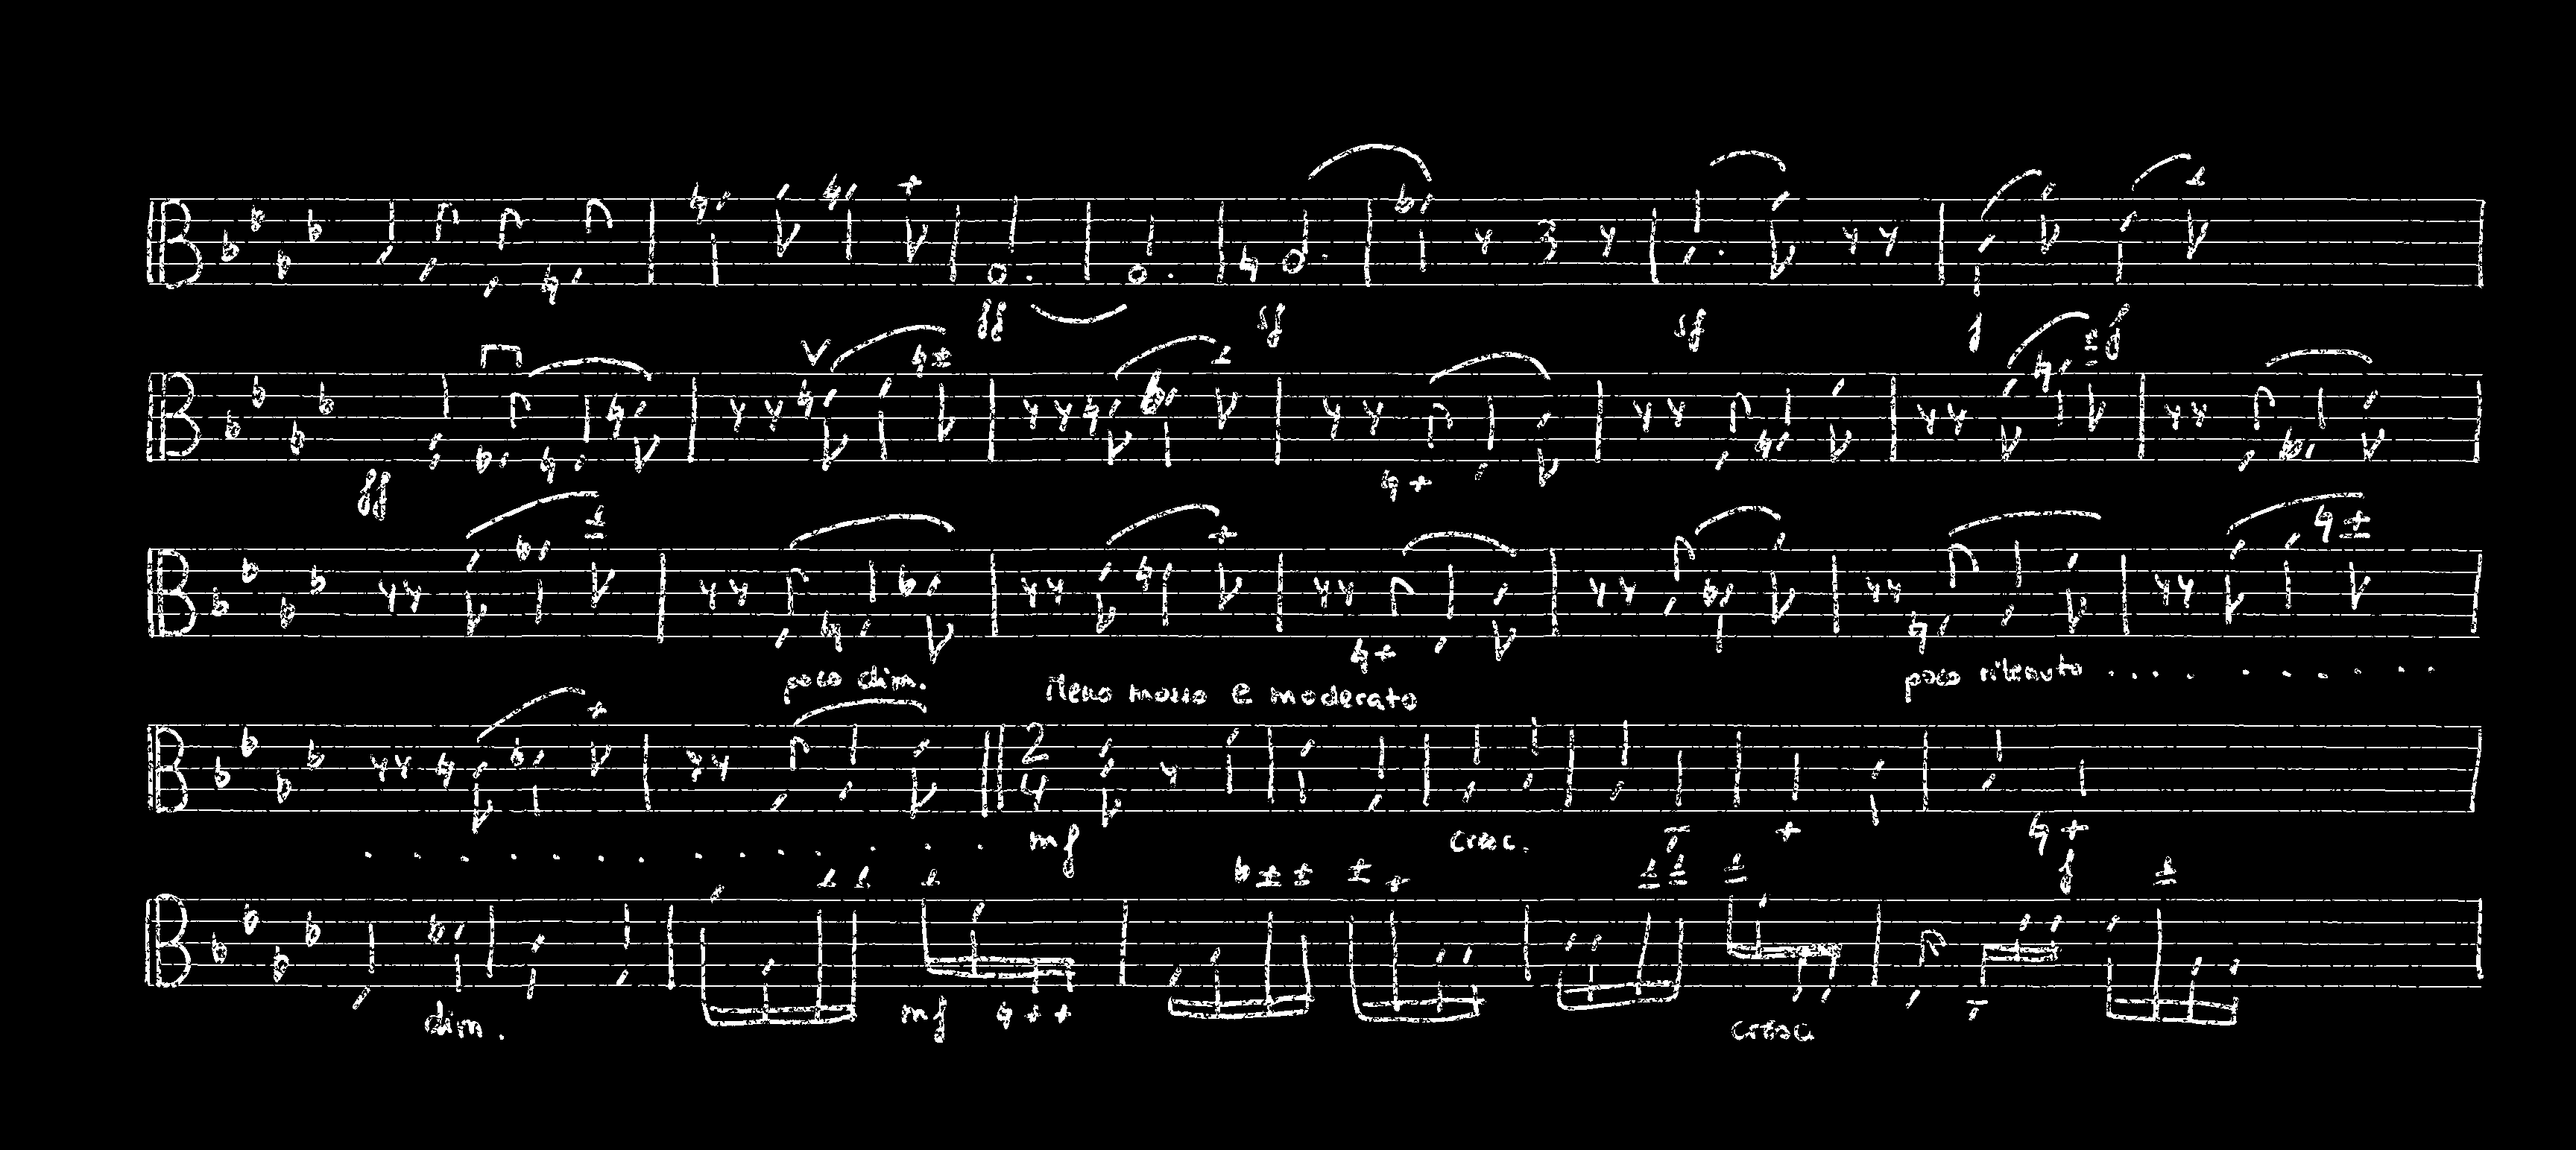 ff sf sf f f
ff
poco dim. Meno mosso e moderato poco ritenuto . . . . . . . . . .
2
4
mf cresc. f
dim. mf cresc